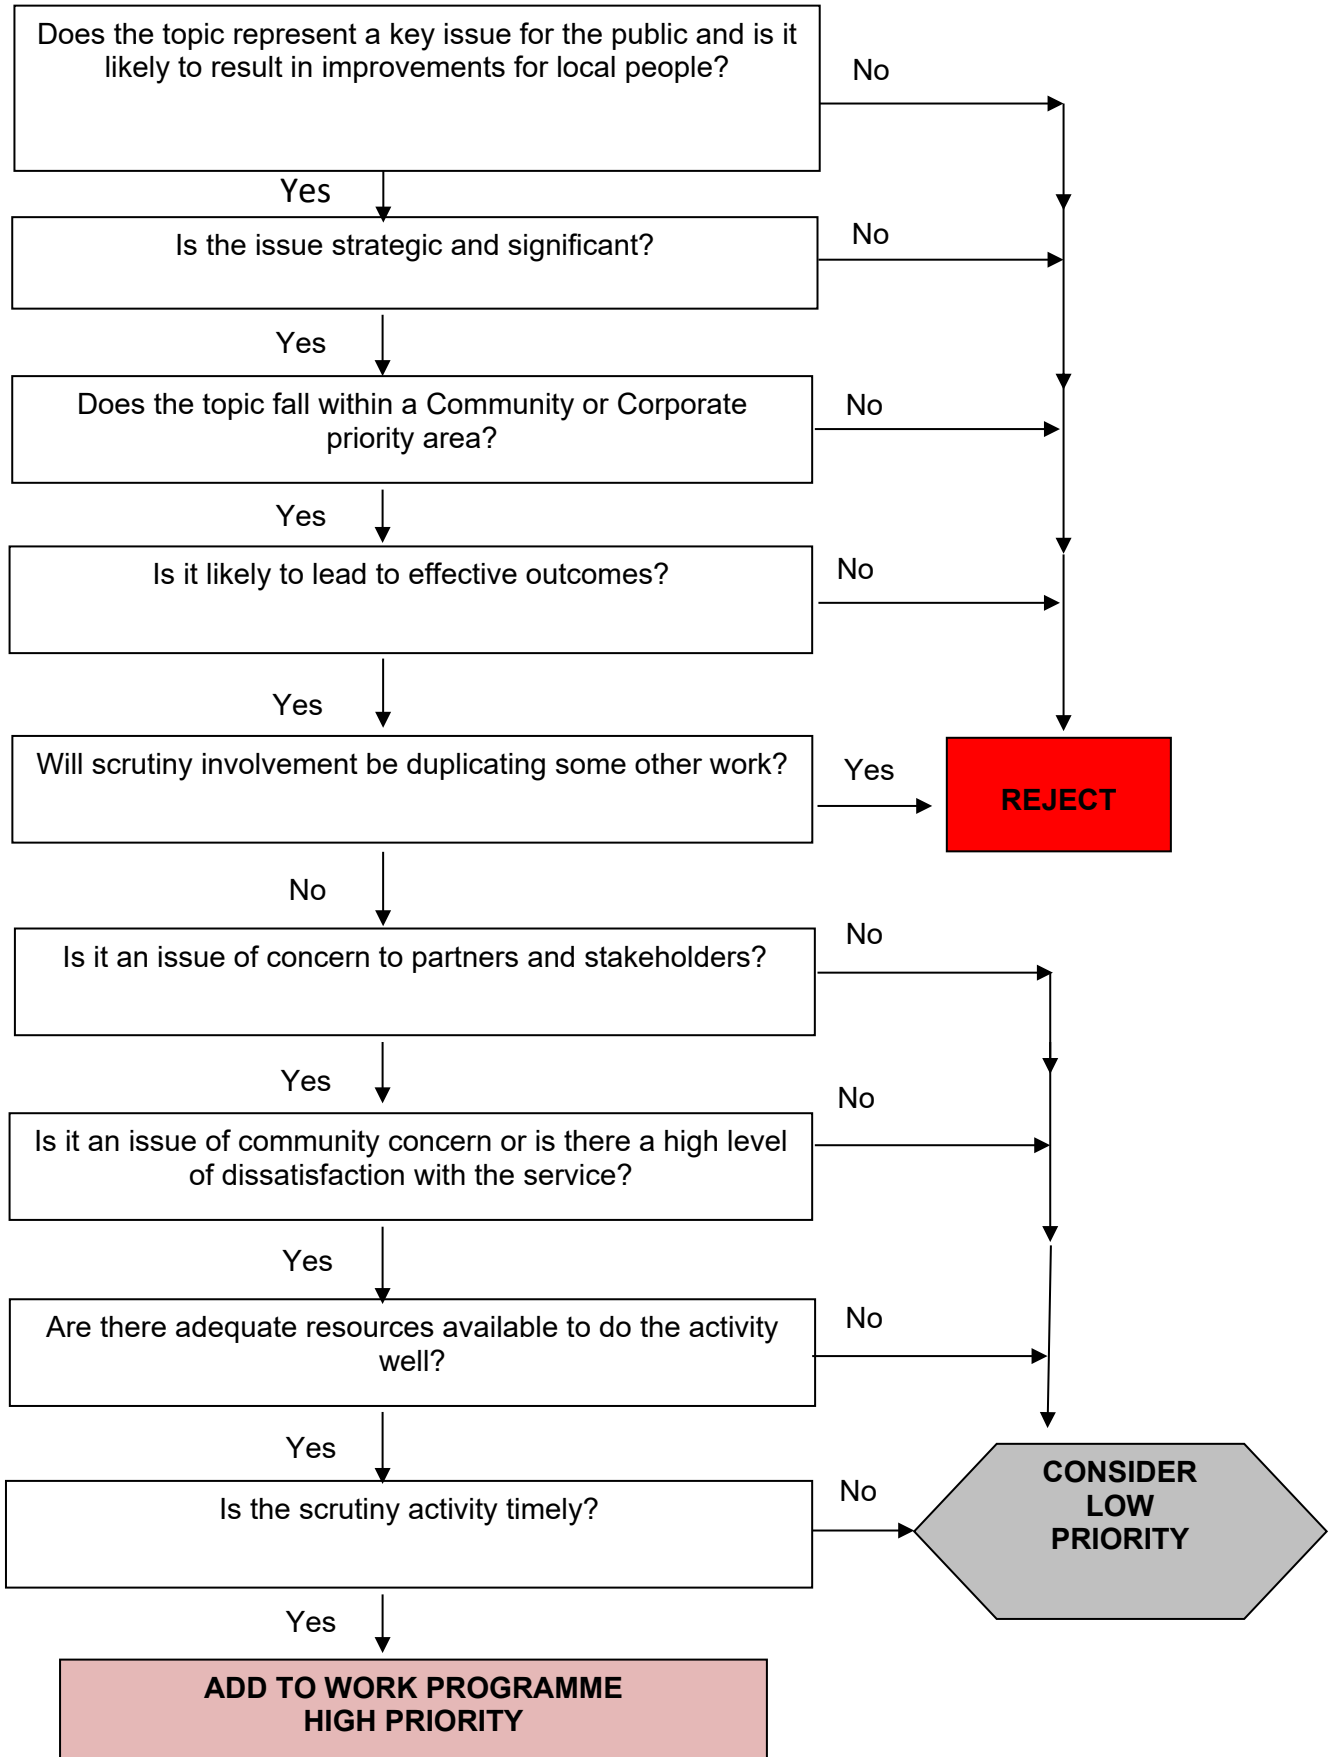 Does the topic represent a key issue for the public and is it
likely to result in improvements for local people?
No
Yes
Is the issue strategic and significant?
No
Yes
Does the topic fall within a Community or Corporate
priority area?
No
Yes
Is it likely to lead to effective outcomes?
No
Yes
Will scrutiny involvement be duplicating some other work?
Yes
REJECT
No
Is it an issue of concern to partners and stakeholders?
No
Yes
Is it an issue of community concern or is there a high level
of dissatisfaction with the service?
No
Yes
Are there adequate resources available to do the activity
well?
No
Yes
Is the scrutiny activity timely?
No
CONSIDER
LOW
PRIORITY
Yes
ADD TO WORK PROGRAMME
HIGH PRIORITY